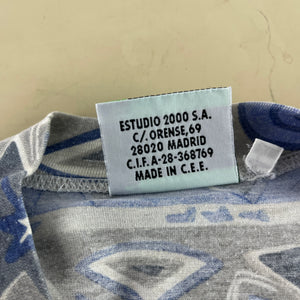 ESTUDIO 2000 S.A.
C/. ORENSE,69
28020 MADRID
C.I.F. A-28-368769
MADE IN C.E.E.